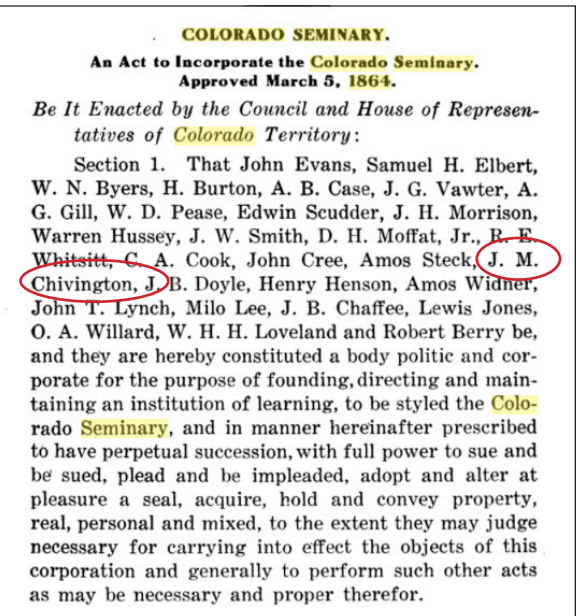 COLORADO SEMINARY.
An Act to Incorporate the Colorado Seminary.
Approved March 5, 1864.
Be It Enacted by the Council and House of Represen-
tatives of Colorado Territory:
Section 1. That John Evans, Samuel H. Elbert,
W. N. Byers, H. Burton, A. B. Case, J. G. Vawter, A.
G. Gill, W. D. Pease, Edwin Scudder, J. H. Morrison,
Warren Hussey, J. W. Smith, D. H. Moffat, Jr., R. E.
Whitsitt, C. A. Cook, John Cree, Amos Steck, J. M.
Chivington, J. B. Doyle, Henry Henson, Amos Widner,
John T. Lynch, Milo Lee, J. B. Chaffee, Lewis Jones,
O. A. Willard, W. H. H. Loveland and Robert Berry be,
and they are hereby constituted a body politic and cor-
porate for the purpose of founding, directing and main-
taining an institution of learning, to be styled the Colo-
rado Seminary, and in manner hereinafter prescribed
to have perpetual succession, with full power to sue and
be sued, plead and be impleaded, adopt and alter at
pleasure a seal, acquire, hold and convey property,
real, personal and mixed, to the extent they may judge
necessary for carrying into effect the objects of this
corporation and generally to perform such other acts
as may be necessary and proper therefor.